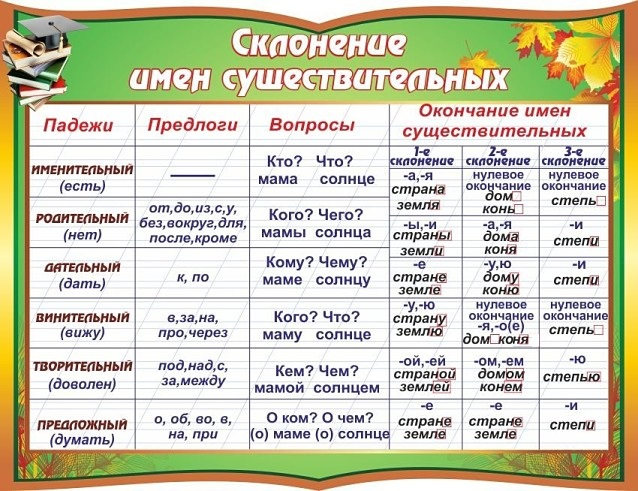 Склонение
имен существительных
Падежи Предлоги Вопросы Окончание имен
существительных
1-е
склонение
2-е
склонение
3-е
склонение
ИМЕНИТЕЛЬНЫЙ
(есть)
Кто? Что?
мама солнце
-а,-я
страна
земля
нулевое
окончание
дом
конь
нулевое
окончание
степь
РОДИТЕЛЬНЫЙ
(нет)
от,до,из,с,у,
без,вокруг,для,
после,кроме
Кого? Чего?
мамы солнца
-ы,-и
страны
земли
-а,-я
дома
коня
-и
степи
ДАТЕЛЬНЫЙ
(дать)
к, по
Кому? Чему?
маме солнцу
-е
стране
земле
-у,ю
дому
коню
-и
степи
ВИНИТЕЛЬНЫЙ
(вижу)
в,за,на,
про,через
Кого? Что?
маму солнце
-у,-ю
страну
землю
нулевое
окончание
-я,-о(е)
дом коня
нулевое
окончание
степь
ТВОРИТЕЛЬНЫЙ
(доволен)
под,над,с,
за,между
Кем? Чем?
мамой солнцем
-ой,-ей
страной
землей
-ом,-ем
домом
конем
-ю
степью
ПРЕДЛОЖНЫЙ
(думать)
о, об, во, в,
на, при
О ком? О чем?
(о) маме (о) солнце
-е
стране
земле
-е
стране
земле
-и
степи